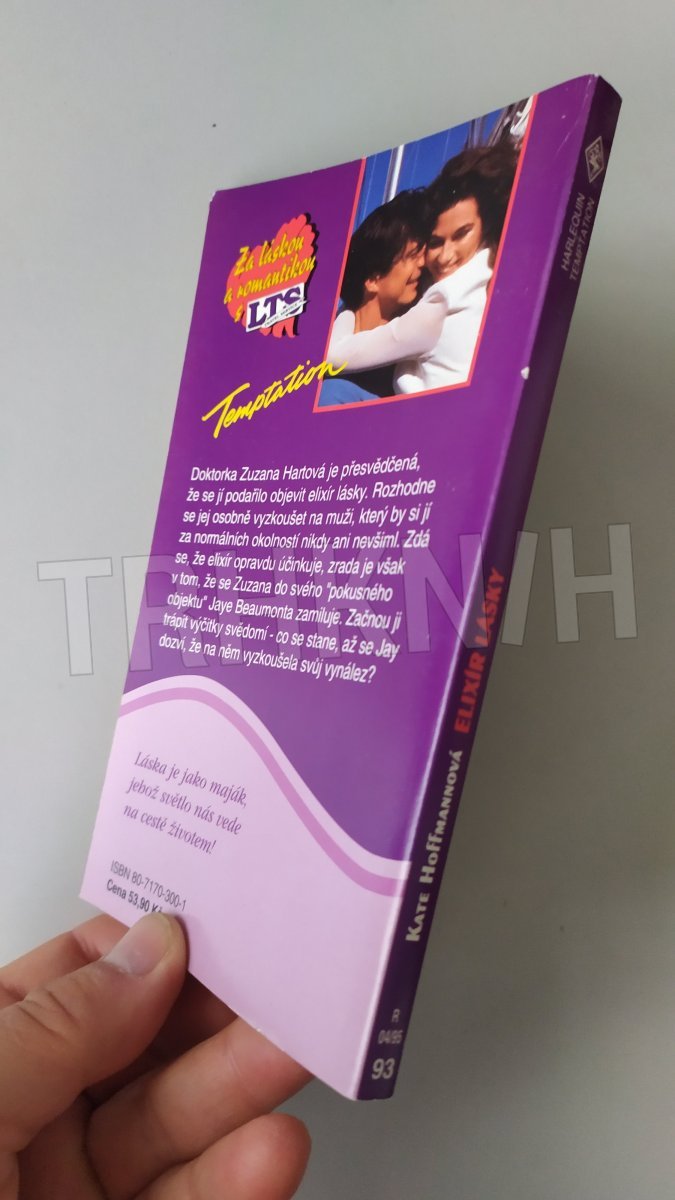 Za láskou
a romantikou
s
LTS
Temptation
Doktorka Zuzana Hartová je přesvědčená,
že se jí podařilo objevit elixír lásky. Rozhodne
se jej osobně vyzkoušet na muži, který by si jí
za normálních okolností nikdy ani nevšiml. Zdá
se, že elixír opravdu účinkuje, zrada je však
v tom, že se Zuzana do svého "pokusného
objektu" Jaye Beaumonta zamiluje. Začnou ji
trápit výčitky svědomí - co se stane, až se Jay
dozví, že na něm vyzkoušela svůj vynález?
Láska je jako maják,
jehož světlo nás vede
na cestě životem!
ISBN 80-7170-300-1
Cena 53,90 Kč
HARLEQUIN
TEMPTATION
KATE HOFFMANNOVÁ ELIXÍR LÁSKY
R
04/95
93
TRHKNIH